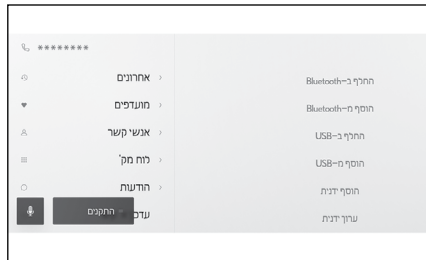 ********
אחרונים
מועדפים
אנשי קשר
לוח מק'
הודעות
התקנים
החלף ב-Bluetooth
הוסף מ-Bluetooth
החלף ב-USB
הוסף מ-USB
הוסף ידנית
ערוך ידנית